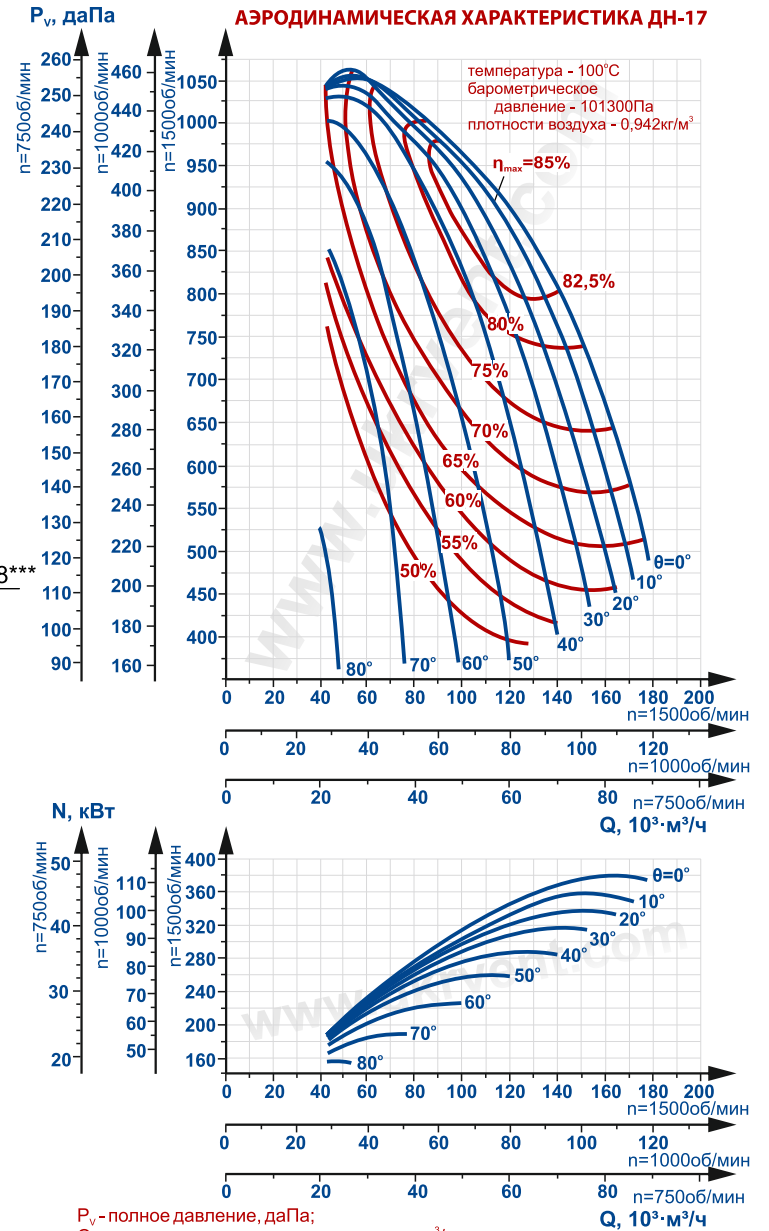 АЭРОДИНАМИЧЕСКАЯ ХАРАКТЕРИСТИКА ДН-17
Pᵥ, даПа
n=750об/мин
n=1000об/мин
n=1500об/мин
260
250
240
230
220
210
200
190
180
170
160
150
140
130
120
110
100
90
460
440
420
400
380
360
340
320
300
280
260
240
220
200
180
160
1050
1000
950
900
850
800
750
700
650
600
550
500
450
400
температура - 100°С
барометрическое
давление - 101300Па
плотности воздуха - 0,942кг/м³
ηmax=85%
82,5%
80%
75%
70%
65%
60%
55%
50%
θ=0°
10°
20°
30°
40°
50°
60°
70°
80°
8***
www.ukrvent.com
0 20 40 60 80 100 120 140 160 180 200
n=1500об/мин
0 20 40 60 80 100 120
n=1000об/мин
0 20 40 60 80
n=750об/мин
Q, 10³·м³/ч
N, кВт
n=750об/мин
n=1000об/мин
n=1500об/мин
50
40
30
20
110
100
90
80
70
60
50
400
360
320
280
240
200
160
θ=0°
10°
20°
30°
40°
50°
60°
70°
80°
www.ukrvent.com
0 20 40 60 80 100 120 140 160 180 200
n=1500об/мин
0 20 40 60 80 100 120
n=1000об/мин
0 20 40 60 80
n=750об/мин
Q, 10³·м³/ч
Pᵥ - полное давление, даПа;